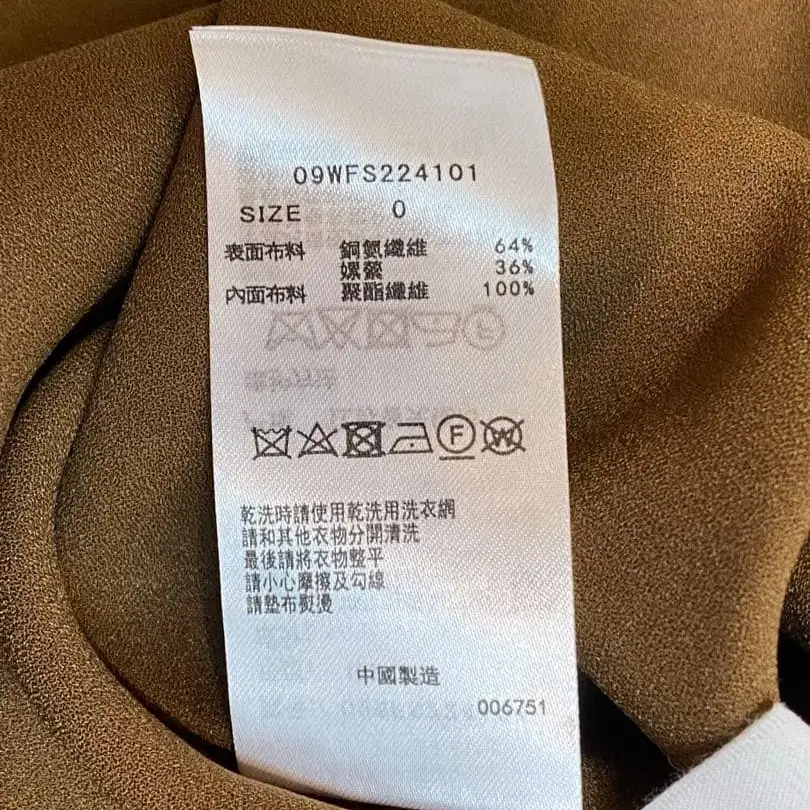 09WFS224101
SIZE 0
表面布料 銅氨纖維 64%
嫘縈 36%
內面布料 聚酯纖維 100%
F W
乾洗時請使用乾洗用洗衣網
請和其他衣物分開清洗
最後請將衣物整平
請小心摩擦及勾線
請墊布熨燙
中國製造
006751